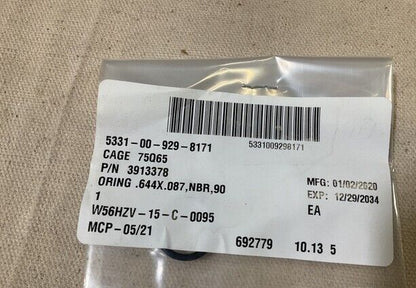 5331009298171
5331-00-929-8171
CAGE 75065
P/N 3913378
ORING .644X.087,NBR,90
MFG: 01/02/2020
1
EXP: 12/29/2034
EA
W56HZV-15-C-0095
MCP-05/21
692779 10.13 5